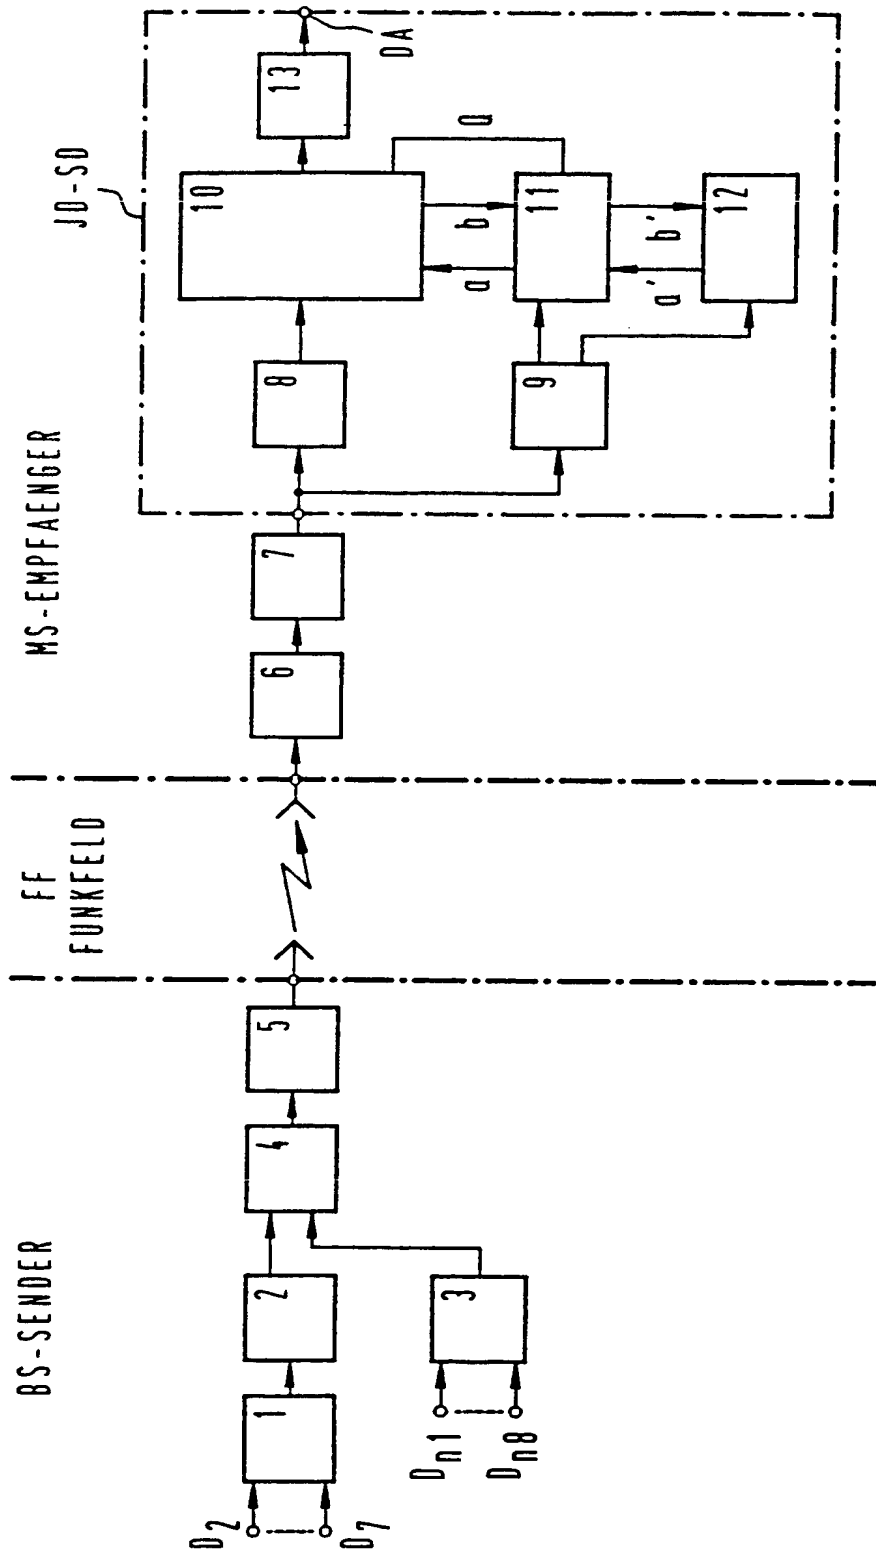 BS-SENDER
FF
FUNKFELD
MS-EMPFAENGER
JD-SD
D2
D7
1
2
Dn1
Dn8
3
4
5
6
7
8
9
10
11
12
13
a
b
Q
a'
b'
DA